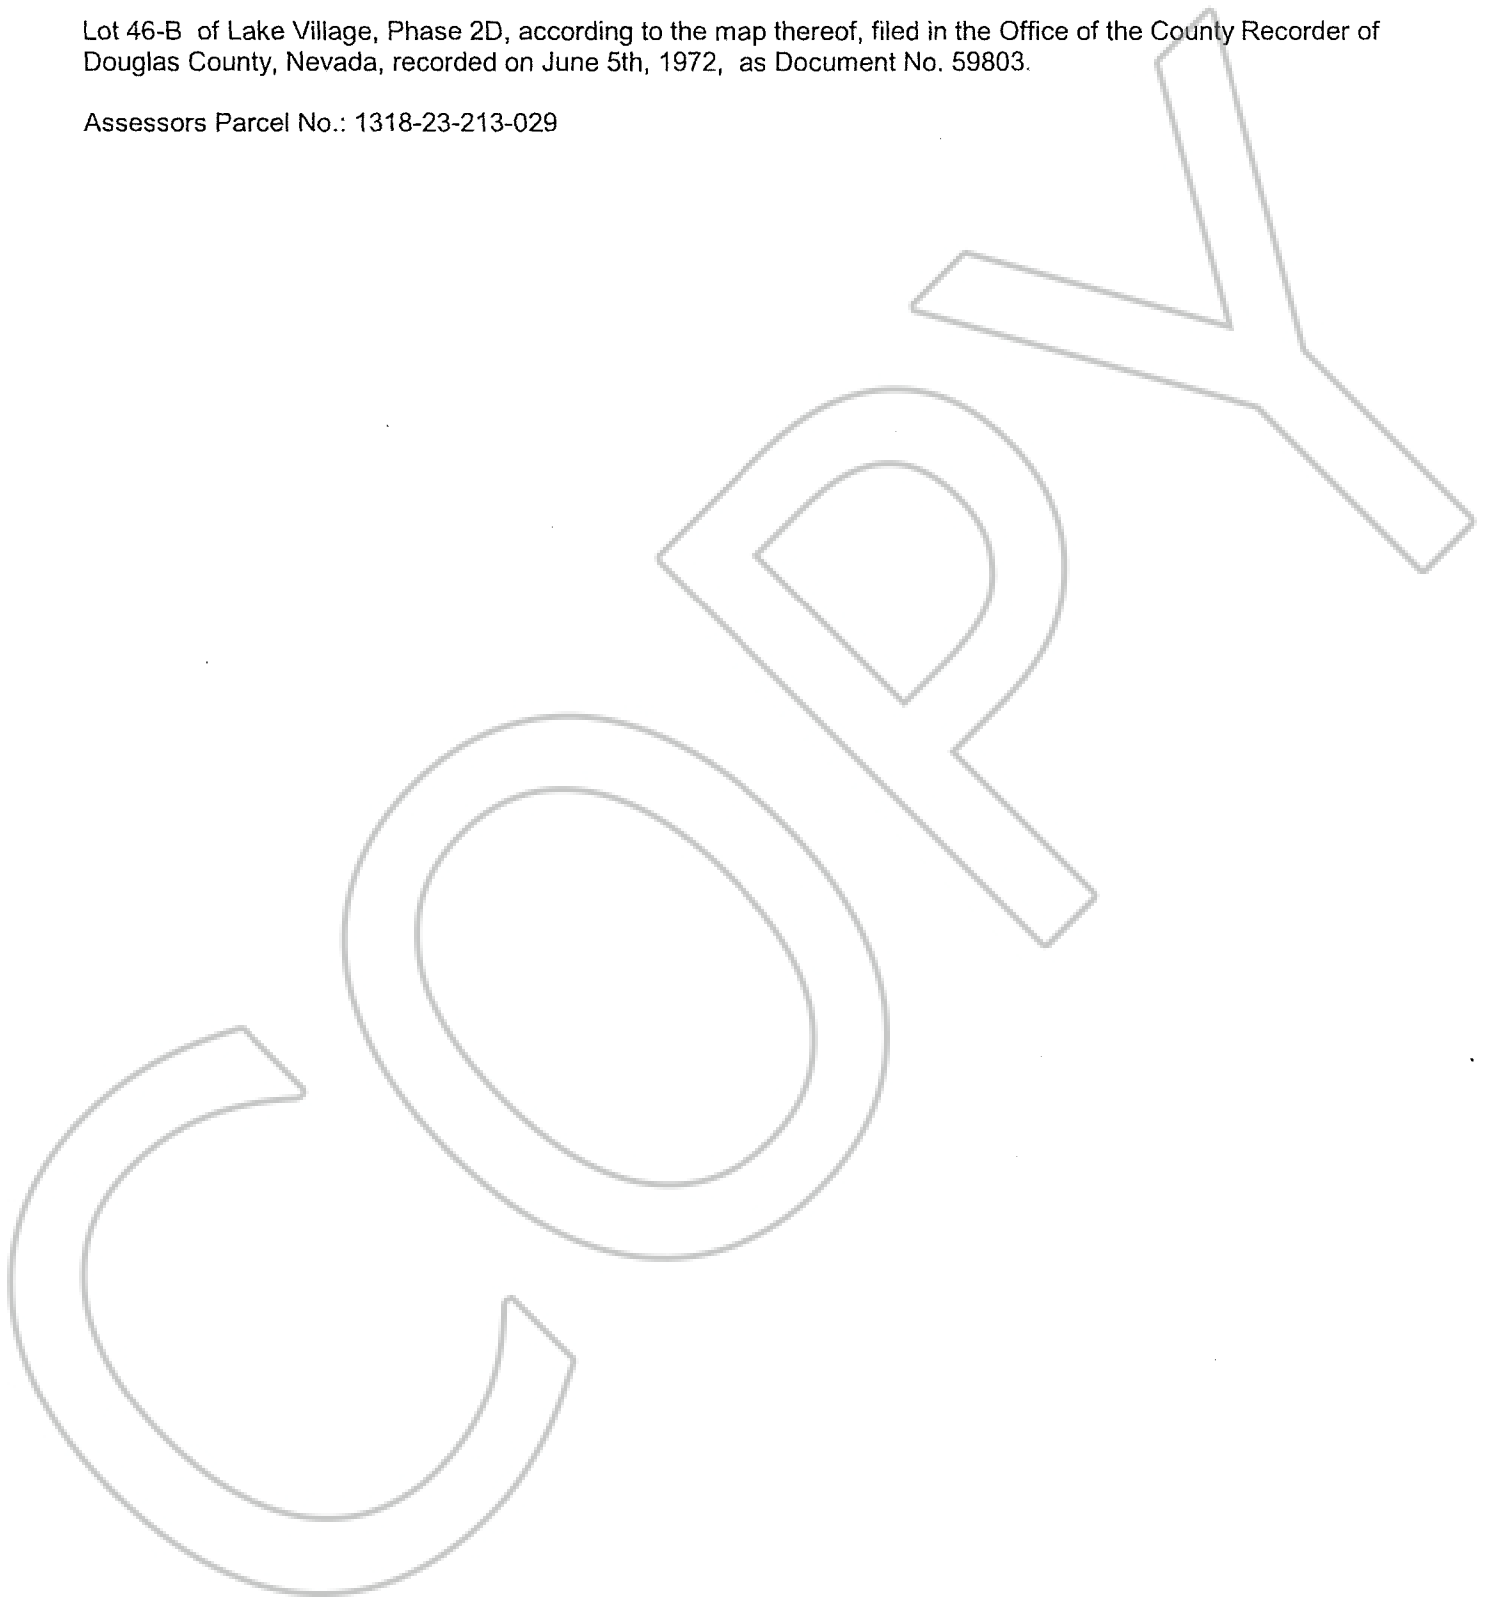 Lot 46-B  of Lake Village, Phase 2D, according to the map thereof, filed in the Office of the County Recorder of
Douglas County, Nevada, recorded on June 5th, 1972,  as Document No. 59803.
Assessors Parcel No.: 1318-23-213-029
COPY